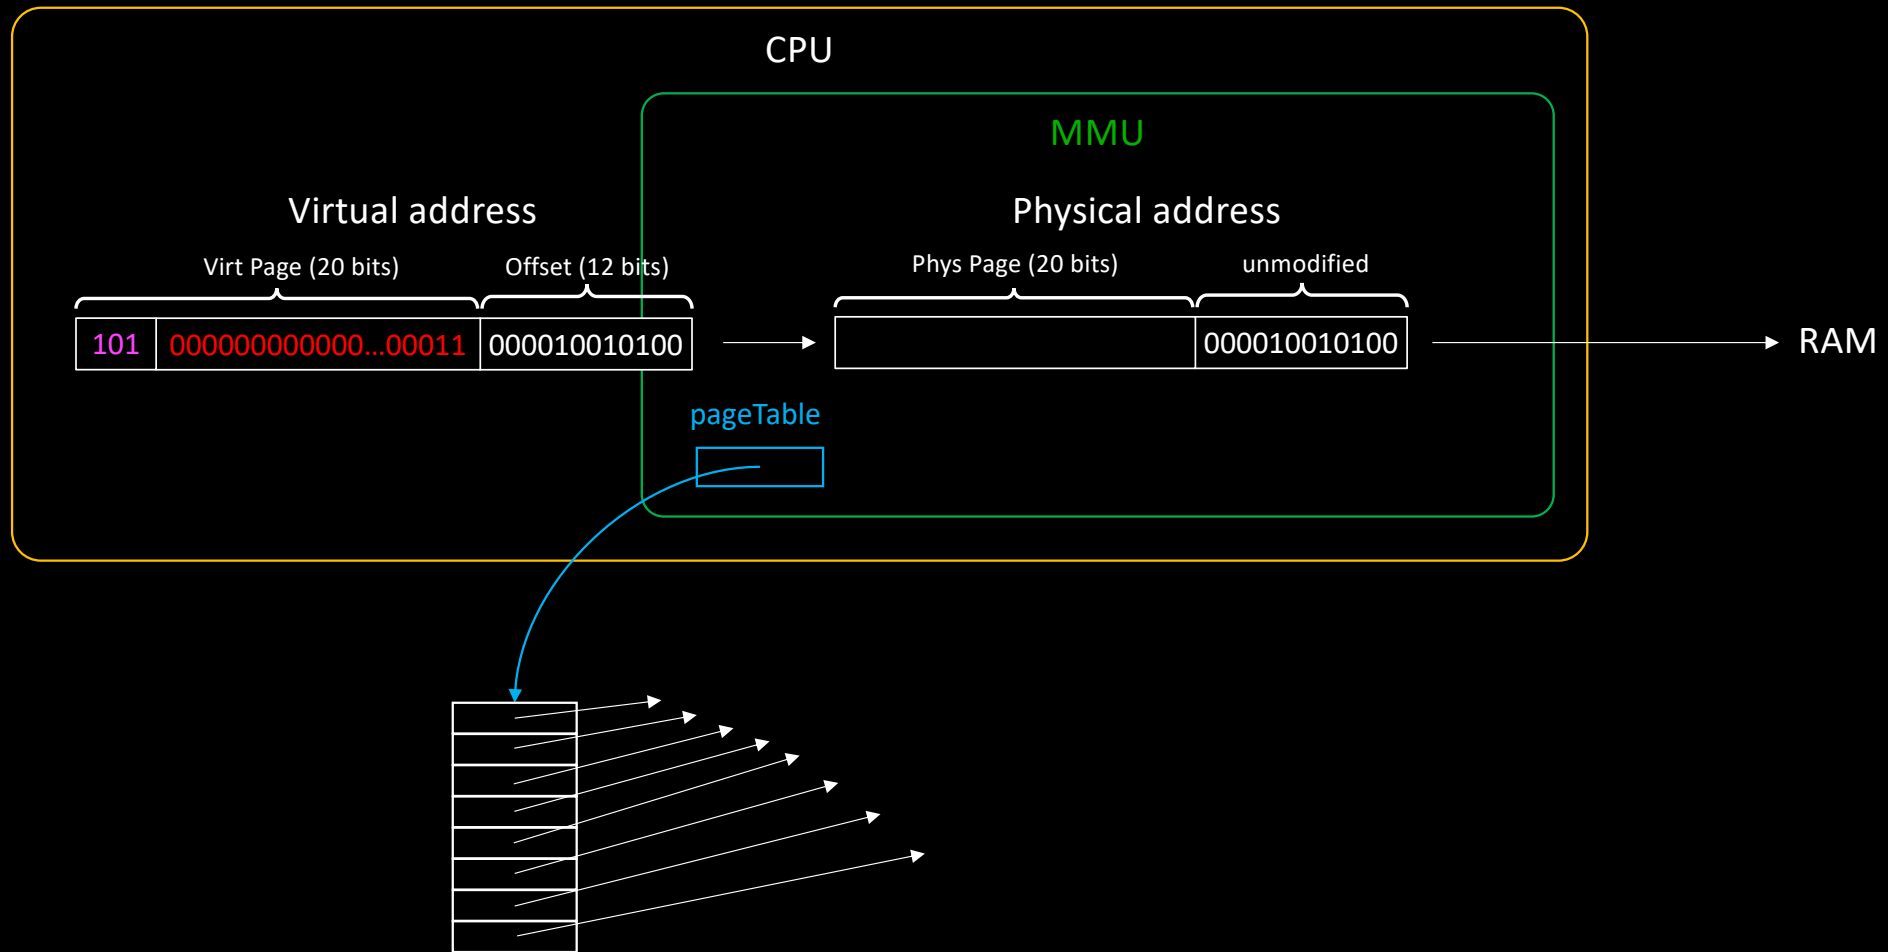 CPU
MMU
Virtual address
Physical address
Virt Page (20 bits)
Offset (12 bits)
Phys Page (20 bits)
unmodified
101
000000000000...00011
000010010100
000010010100
RAM
pageTable